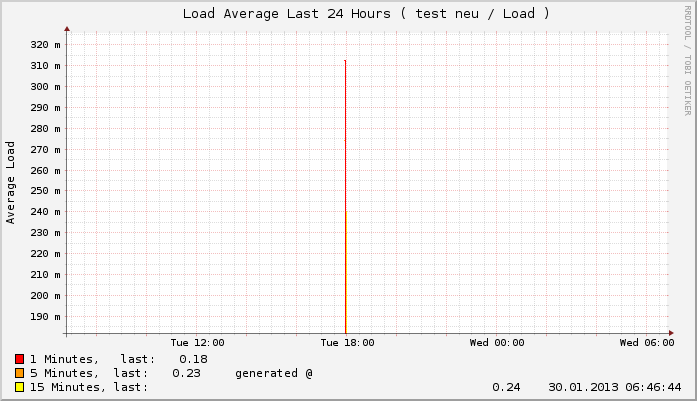 Load Average Last 24 Hours ( test neu / Load )
RRDTOOL / TOBI OETIKER
Average Load
320 m
310 m
300 m
290 m
280 m
270 m
260 m
250 m
240 m
230 m
220 m
210 m
200 m
190 m
Tue 12:00 Tue 18:00 Wed 00:00 Wed 06:00
1 Minutes, last: 0.18
5 Minutes, last: 0.23 generated @
15 Minutes, last: 0.24 30.01.2013 06:46:44